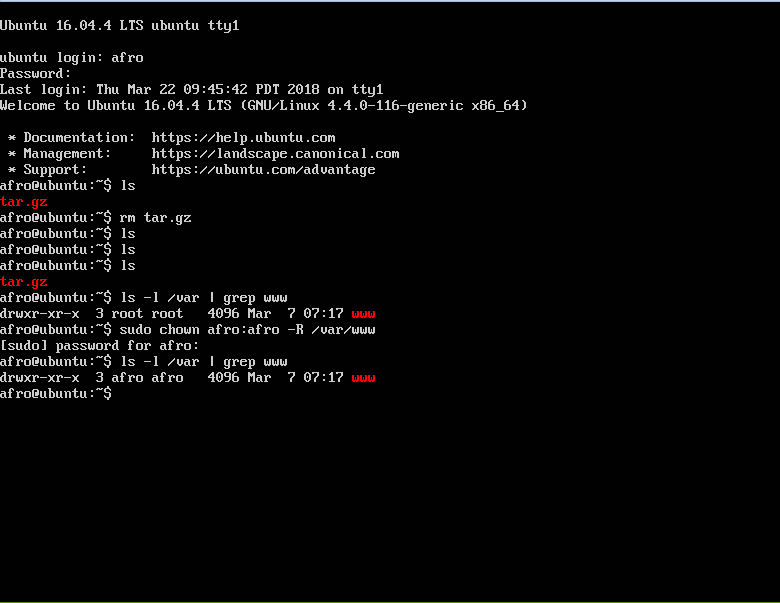 Ubuntu 16.04.4 LTS ubuntu tty1
ubuntu login: afro
Password:
Last login: Thu Mar 22 09:45:42 PDT 2018 on tty1
Welcome to Ubuntu 16.04.4 LTS (GNU/Linux 4.4.0-116-generic x86_64)
* Documentation:  https://help.ubuntu.com
* Management:     https://landscape.canonical.com
* Support:        https://ubuntu.com/advantage
afro@ubuntu:~$ ls
tar.gz
afro@ubuntu:~$ rm tar.gz
afro@ubuntu:~$ ls
afro@ubuntu:~$ ls
afro@ubuntu:~$ ls
tar.gz
afro@ubuntu:~$ ls -l /var | grep www
drwxr-xr-x  3 root root   4096 Mar  7 07:17 www
afro@ubuntu:~$ sudo chown afro:afro -R /var/www
[sudo] password for afro:
afro@ubuntu:~$ ls -l /var | grep www
drwxr-xr-x  3 afro afro   4096 Mar  7 07:17 www
afro@ubuntu:~$